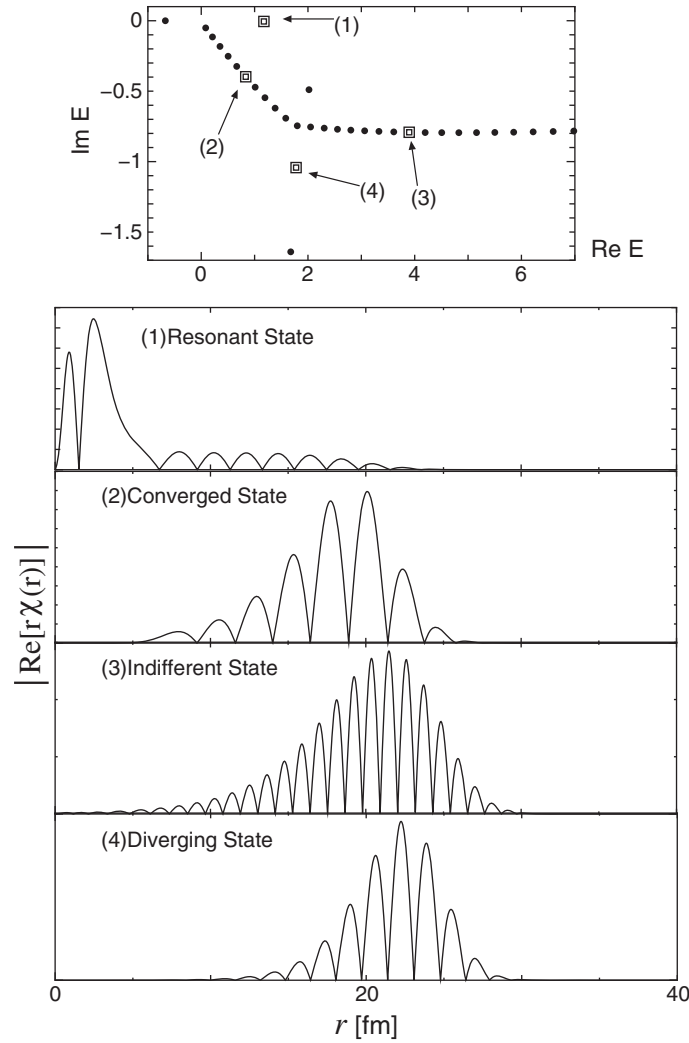 0
−0.5
−1
−1.5
Im E
(1)
(2)
(4)
(3)
0 2 4 6
Re E
(1)Resonant State
(2)Converged State
(3)Indifferent State
(4)Diverging State
|Re[rχ(r)]|
0 20 40
r [fm]